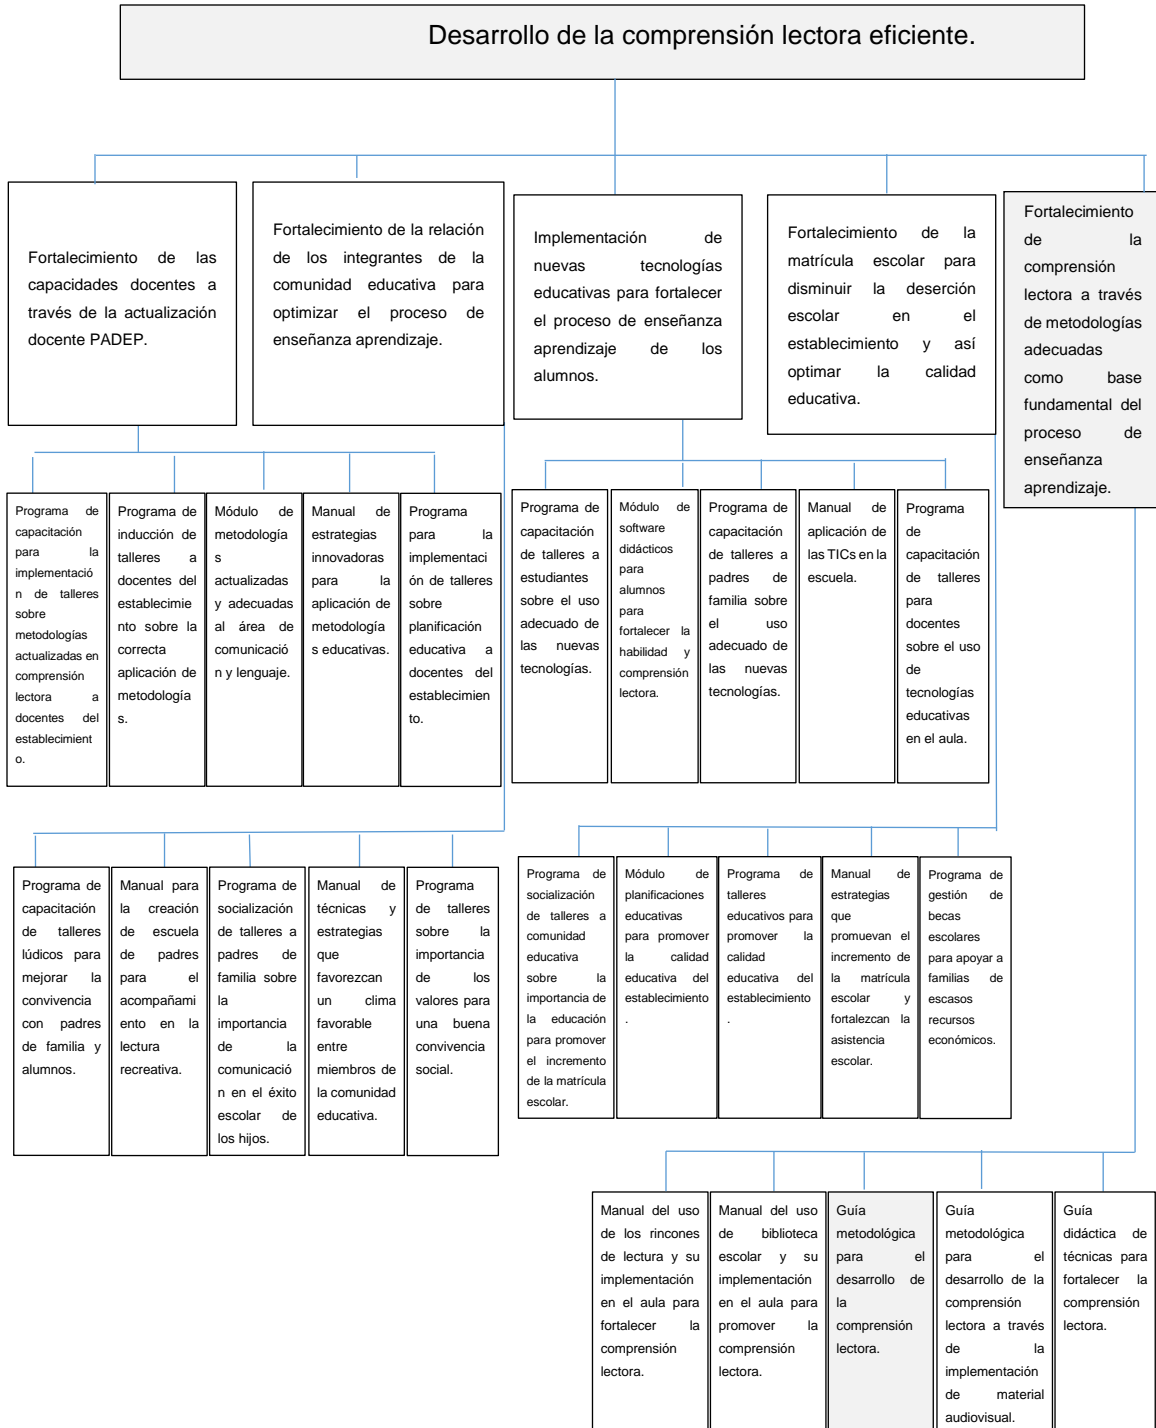 Desarrollo de la comprensión lectora eficiente.
Fortalecimiento de las
capacidades docentes a
través de la actualización
docente PADEP.
Fortalecimiento de la relación
de los integrantes de la
comunidad educativa para
optimizar el proceso de
enseñanza aprendizaje.
Implementación de
nuevas tecnologías
educativas para fortalecer
el proceso de enseñanza
aprendizaje de los
alumnos.
Fortalecimiento de la
matrícula escolar para
disminuir la deserción
escolar en el
establecimiento y así
optimar la calidad
educativa.
Fortalecimiento
de la
comprensión
lectora a través
de metodologías
adecuadas
como base
fundamental del
proceso de
enseñanza
aprendizaje.
Programa de
capacitación
para la
implementació
n de talleres
sobre
metodologías
actualizadas en
comprensión
lectora a
docentes del
establecimient
o.
Programa de
inducción de
talleres a
docentes del
establecimie
nto sobre la
correcta
aplicación de
metodología
s.
Módulo de
metodología
s
actualizadas
y adecuadas
al área de
comunicació
n y lenguaje.
Manual de
estrategias
innovadoras
para la
aplicación de
metodología
s educativas.
Programa
para la
implementaci
ón de talleres
sobre
planificación
educativa a
docentes del
establecimien
to.
Programa de
capacitación
de talleres a
estudiantes
sobre el uso
adecuado de
las nuevas
tecnologías.
Módulo de
software
didácticos
para
alumnos
para
fortalecer la
habilidad y
comprensión
lectora.
Programa de
capacitación
de talleres a
padres de
familia sobre
el uso
adecuado de
las nuevas
tecnologías.
Manual de
aplicación de
las TICs en la
escuela.
Programa
de
capacitación
de talleres
para
docentes
sobre el uso
de
tecnologías
educativas
en el aula.
Programa de
capacitación
de talleres
lúdicos para
mejorar la
convivencia
con padres
de familia y
alumnos.
Manual para
la creación
de escuela
de padres
para el
acompañami
ento en la
lectura
recreativa.
Programa de
socialización
de talleres a
padres de
familia sobre
la
importancia
de la
comunicació
n en el éxito
escolar de
los hijos.
Manual de
técnicas y
estrategias
que
favorezcan
un clima
favorable
entre
miembros de
la comunidad
educativa.
Programa
de talleres
sobre la
importancia
de los
valores para
una buena
convivencia
social.
Programa de
socialización
de talleres a
comunidad
educativa
sobre la
importancia de
la educación
para promover
el incremento
de la matrícula
escolar.
Módulo de
planificaciones
educativas
para promover
la calidad
educativa del
establecimiento
.
Programa de
talleres
educativos para
promover la
calidad
educativa del
establecimiento
.
Manual de
estrategias
que
promuevan el
incremento de
la matrícula
escolar y
fortalezcan la
asistencia
escolar.
Programa de
gestión de
becas
escolares
para apoyar a
familias de
escasos
recursos
económicos.
Manual del uso
de los rincones
de lectura y su
implementación
en el aula para
fortalecer la
comprensión
lectora.
Manual del uso
de biblioteca
escolar y su
implementación
en el aula para
promover la
comprensión
lectora.
Guía
metodológica
para el
desarrollo de
la
comprensión
lectora.
Guía
metodológica
para el
desarrollo de la
comprensión
lectora a través
de la
implementación
de material
audiovisual.
Guía
didáctica de
técnicas para
fortalecer la
comprensión
lectora.